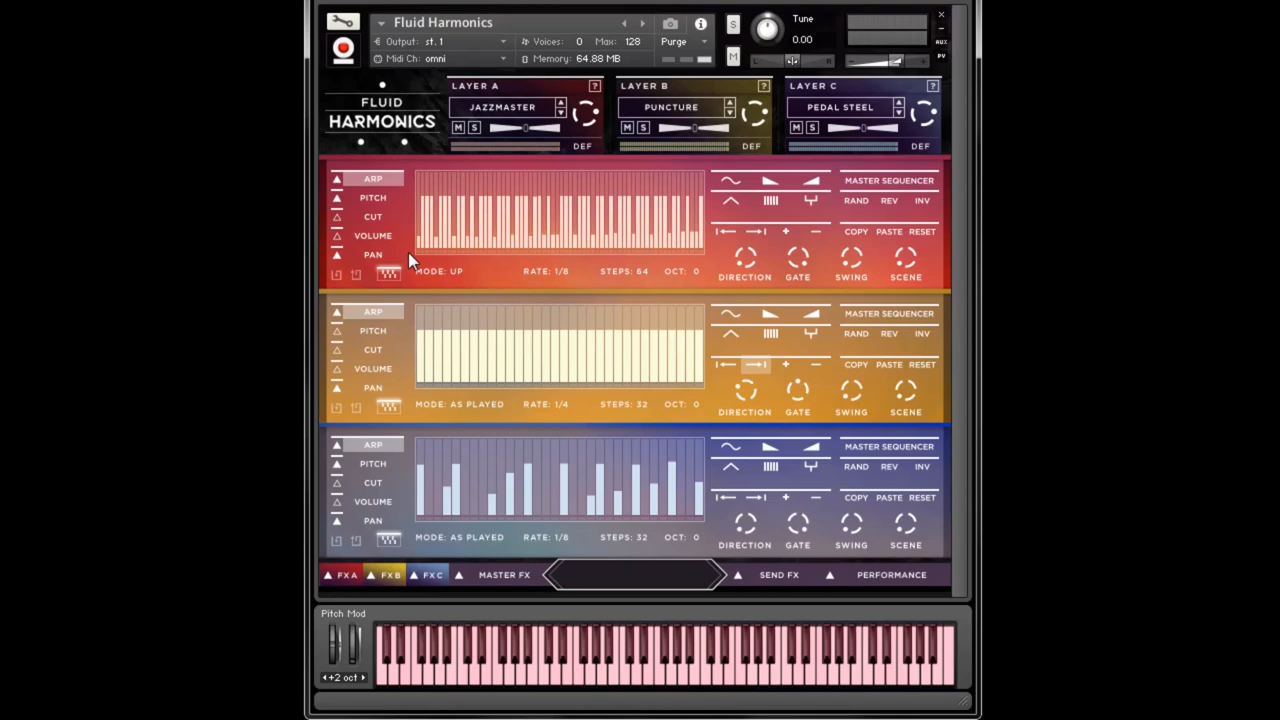 Fluid Harmonics
Output: st. 1
Voices: 0 Max: 128
Purge
Midi Ch: omni
Memory: 64.88 MB
S
M
Tune
0.00
L
R
AUX
PV
FLUID
HARMONICS
LAYER A ?
JAZZMASTER
M S
DEF
LAYER B ?
PUNCTURE
M S
DEF
LAYER C ?
PEDAL STEEL
M S
DEF
ARP
PITCH
CUT
VOLUME
PAN
MODE: UP RATE: 1/8 STEPS: 64 OCT: 0
MASTER SEQUENCER
RAND REV INV
COPY PASTE RESET
DIRECTION GATE SWING SCENE
ARP
PITCH
CUT
VOLUME
PAN
MODE: AS PLAYED RATE: 1/4 STEPS: 32 OCT: 0
MASTER SEQUENCER
RAND REV INV
COPY PASTE RESET
DIRECTION GATE SWING SCENE
ARP
PITCH
CUT
VOLUME
PAN
MODE: AS PLAYED RATE: 1/8 STEPS: 32 OCT: 0
MASTER SEQUENCER
RAND REV INV
COPY PASTE RESET
DIRECTION GATE SWING SCENE
FX A FX B FX C MASTER FX SEND FX PERFORMANCE
Pitch Mod
+2 oct